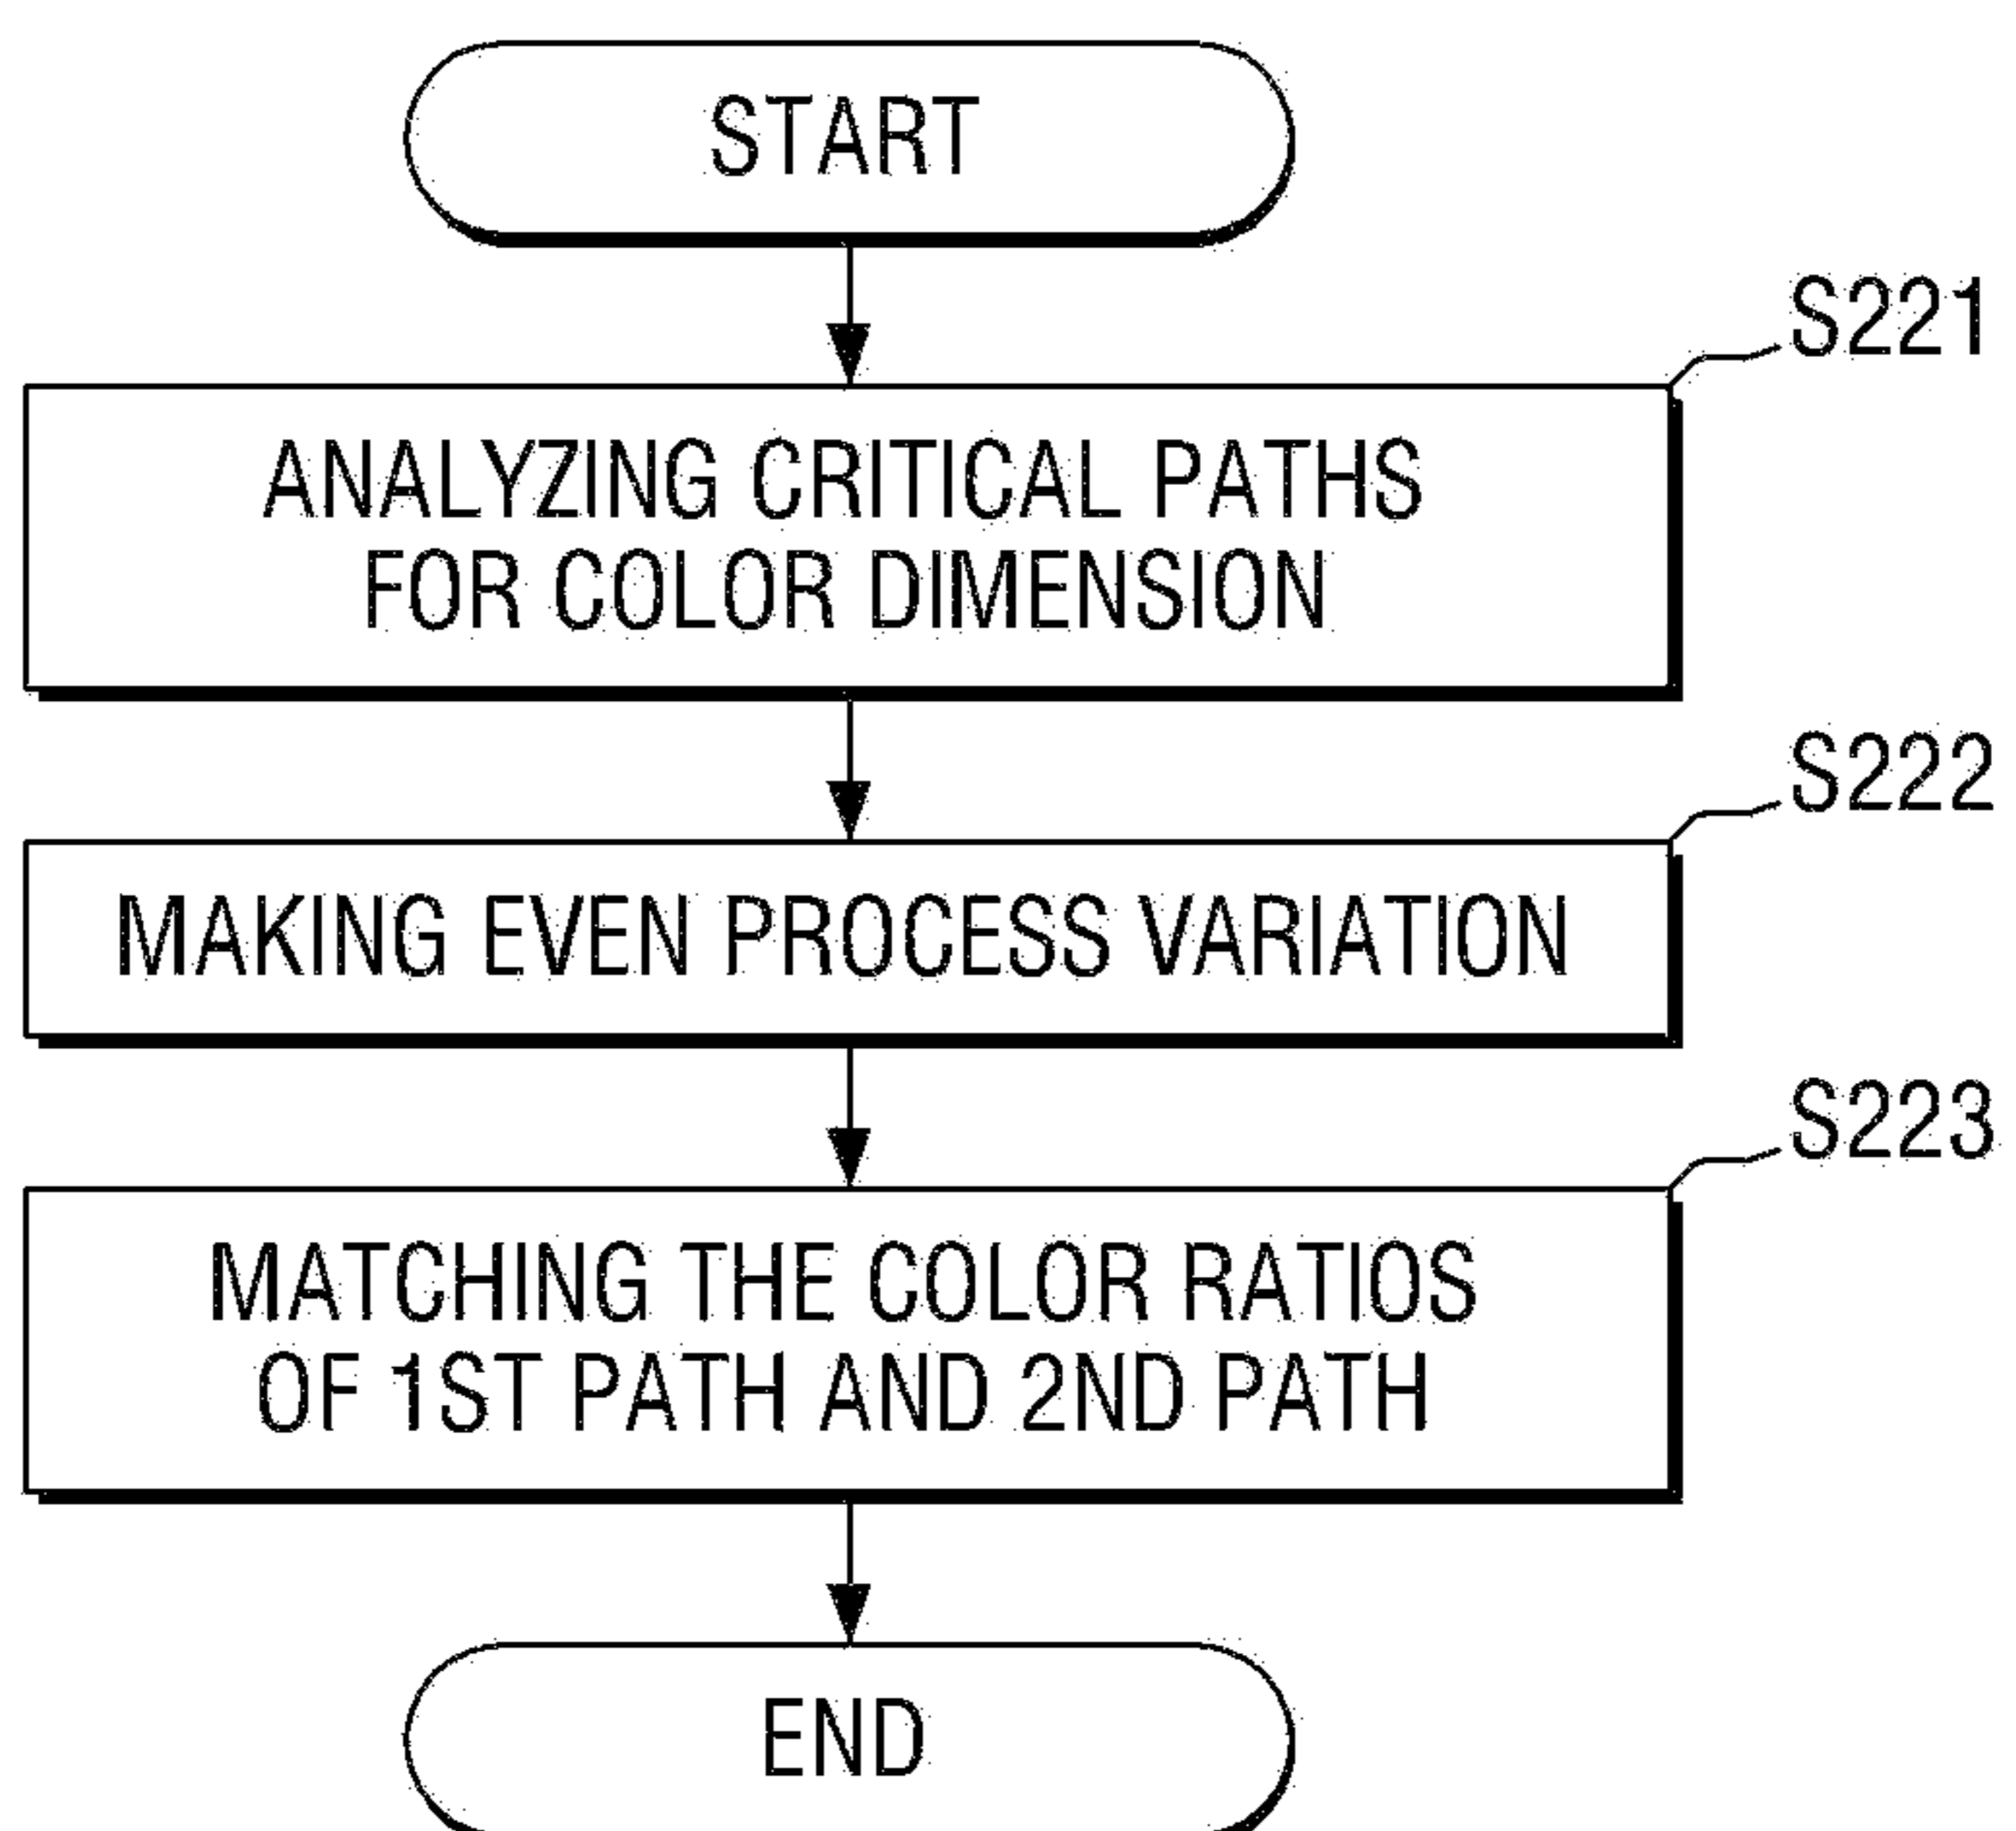 START
S221
ANALYZING CRITICAL PATHS
FOR COLOR DIMENSION
S222
MAKING EVEN PROCESS VARIATION
S223
MATCHING THE COLOR RATIOS
OF 1ST PATH AND 2ND PATH
END